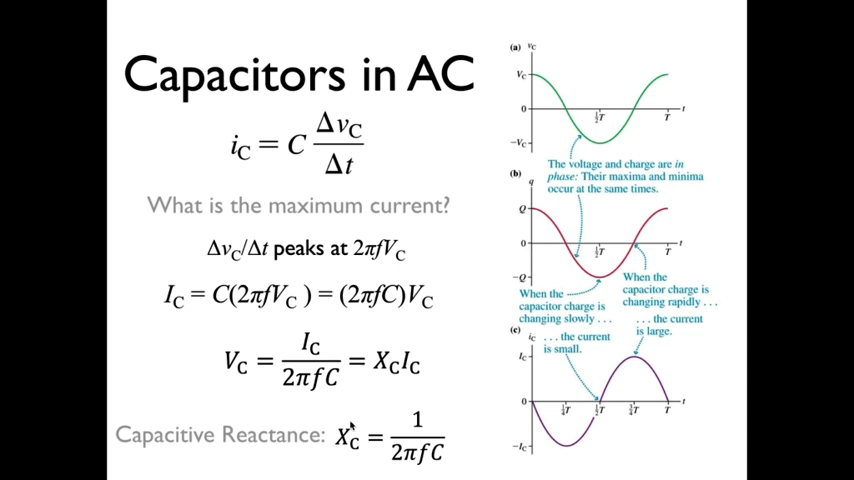 Capacitors in AC
i_C = C Δv_C / Δt
What is the maximum current?
Δv_C/Δt peaks at 2πfV_C
I_C = C(2πfV_C ) = (2πfC)V_C
V_C = I_C / 2πfC = X_CI_C
Capacitive Reactance: X_C = 1 / 2πfC
(a) v_C
V_C
0
−V_C
½T
T
t
The voltage and charge are in
phase: Their maxima and minima
occur at the same times.
(b) q
Q
0
−Q
½T
T
t
When the
capacitor charge is
changing slowly . . .
When the
capacitor charge is
changing rapidly . . .
(c) i_C
. . . the current
is small.
. . . the current
is large.
I_C
0
−I_C
¼T
½T
¾T
T
t